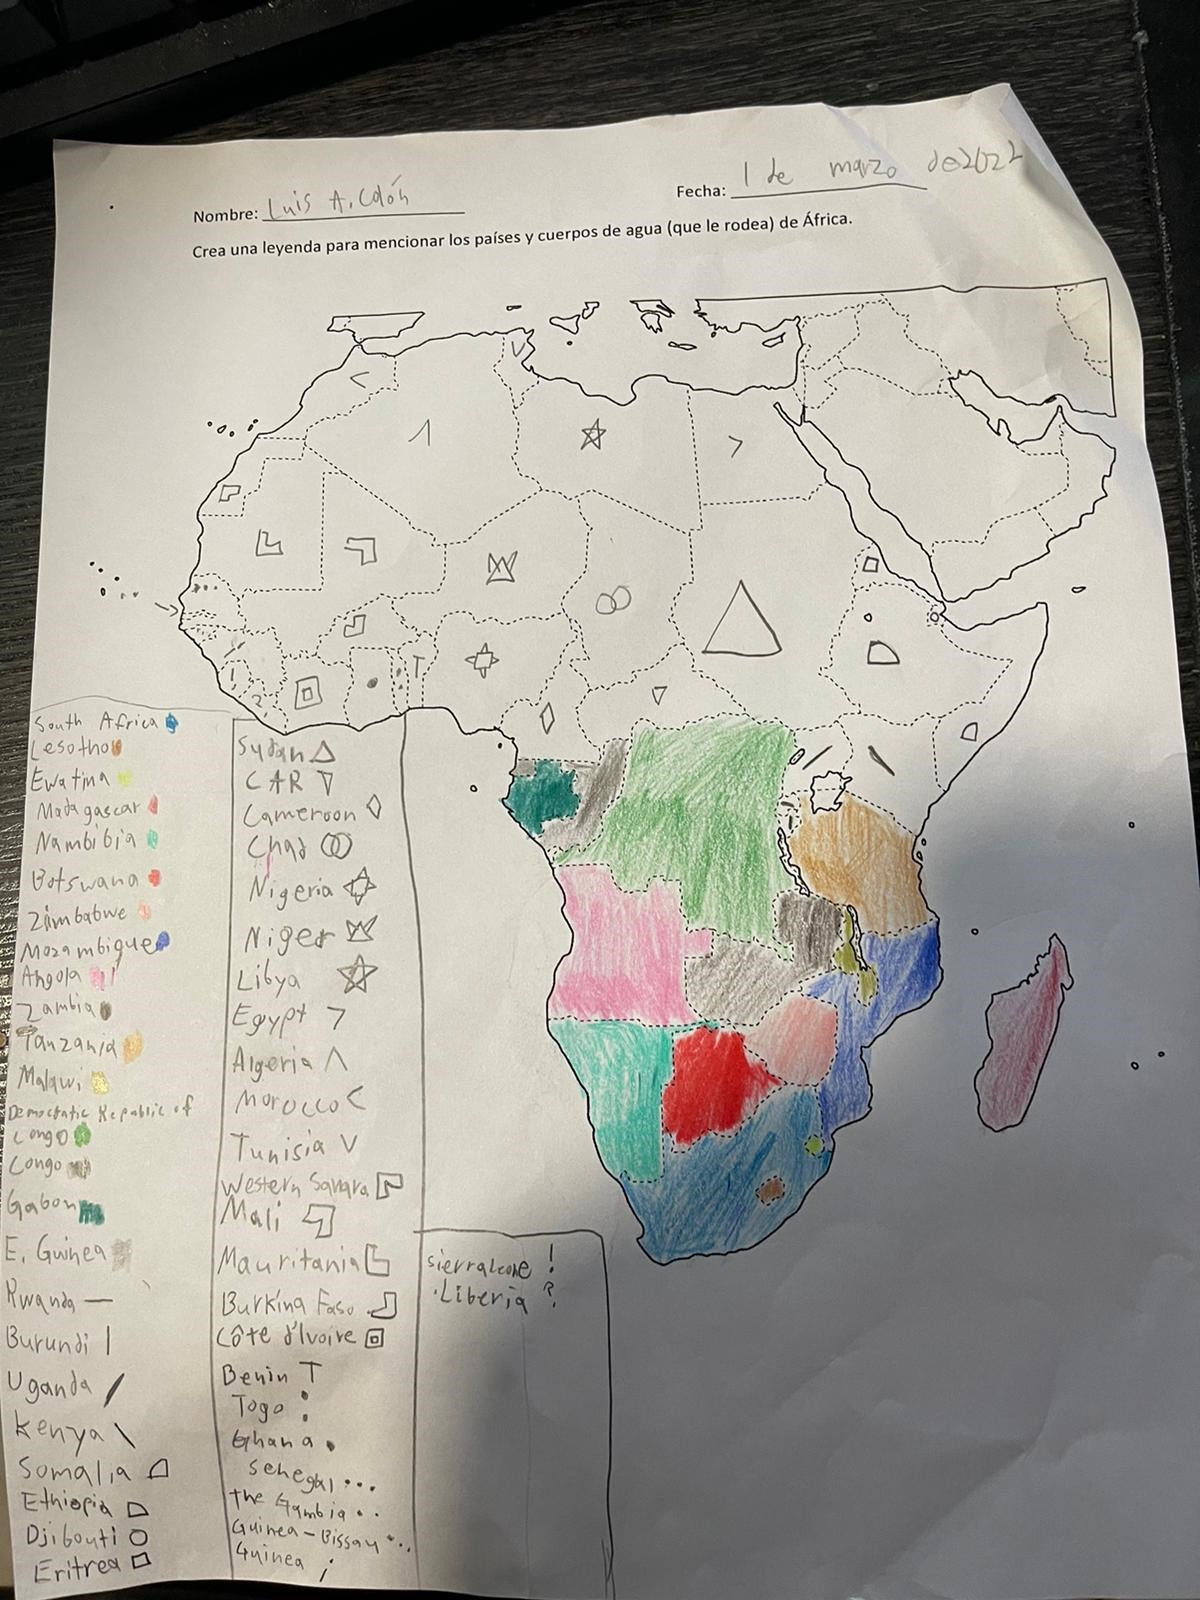 Nombre: Luis A. Colón
Fecha: 1 de marzo de 2022
Crea una leyenda para mencionar los países y cuerpos de agua (que le rodea) de África.
South Africa
Lesotho
Ewatina
Madagascar
Nambibia
Botswana
Zimbabwe
Mozambique
Angola
Zambia
Tanzania
Malawi
Democtatic Republic of
Congo
Congo
Gabon
E. Guinea
Rwanda
Burundi
Uganda
Kenya
Somalia
Ethiopia
Djibouti
Eritrea
Sudan
CAR
Cameroon
Chad
Nigeria
Niger
Libya
Egypt
Algeria
Morocco
Tunisia
Western Sahara
Mali
Mauritania
Burkina Faso
Côte d'Ivoire
Benin T
Togo :
Ghana .
Senegal ...
The Gambia ..
Guinea-Bissau
Guinea
sierraleone !
Liberia ?